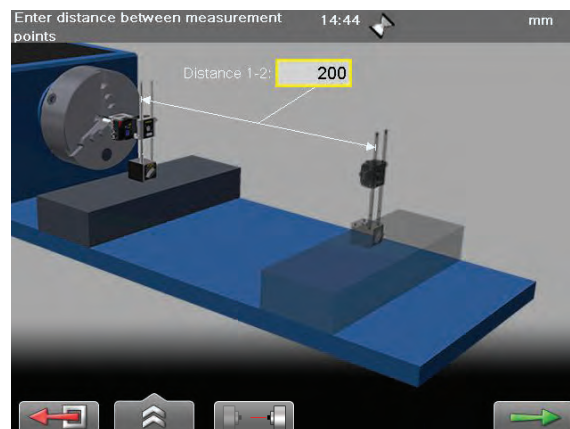 Enter distance between measurement
points
14:44
mm
Distance 1-2:
200